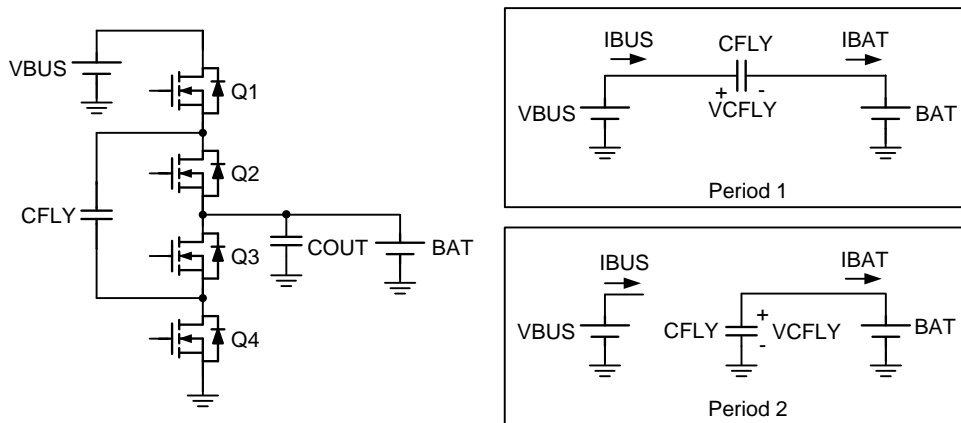 VBUS
Q1
Q2
CFLY
Q3
COUT
BAT
Q4
IBUS
CFLY
IBAT
+ -
VCFLY
VBUS
BAT
Period 1
IBUS
IBAT
VBUS
CFLY
+
VCFLY
-
BAT
Period 2